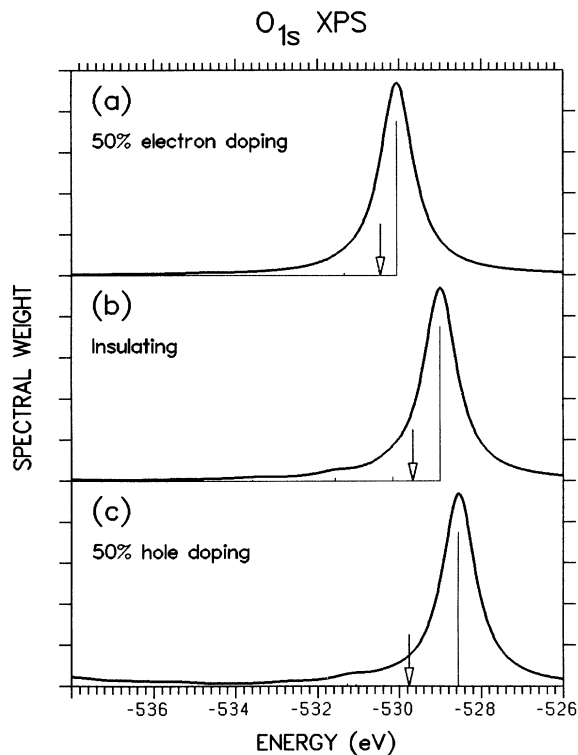 O1s XPS
(a)
50% electron doping
(b)
Insulating
(c)
50% hole doping
SPECTRAL WEIGHT
-536 -534 -532 -530 -528 -526
ENERGY (eV)